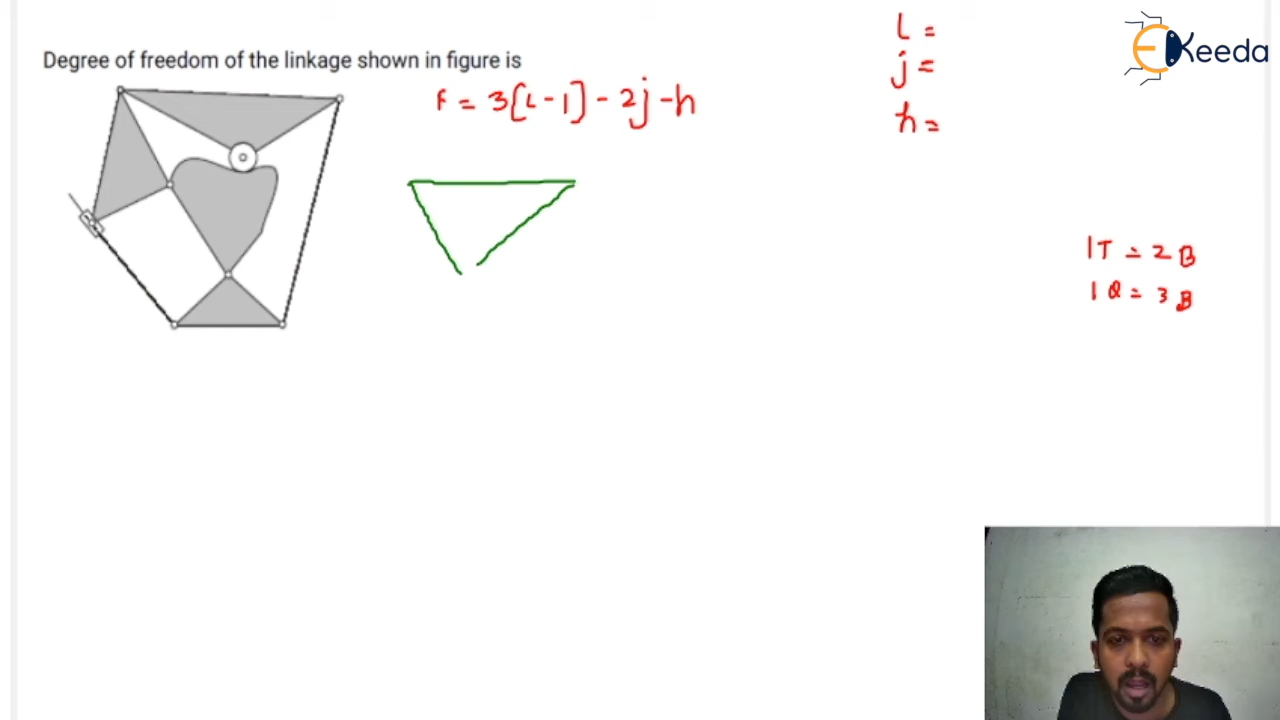 L =
Keeda
j =
Degree of freedom of the linkage shown in figure is
F = 3[L-1] - 2j - h
h =
1T = 2B
1Q = 3B